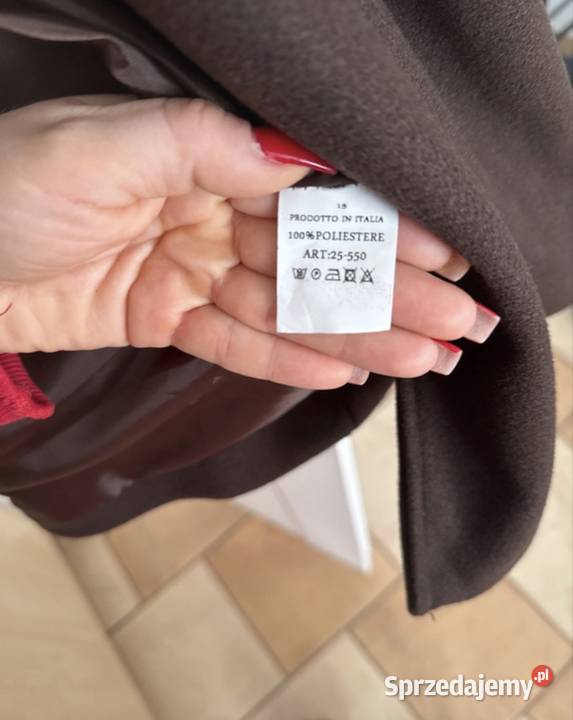 PRODOTTO IN ITALIA
100%POLIESTERE
ART:25-550
Sprzedajemy.pl